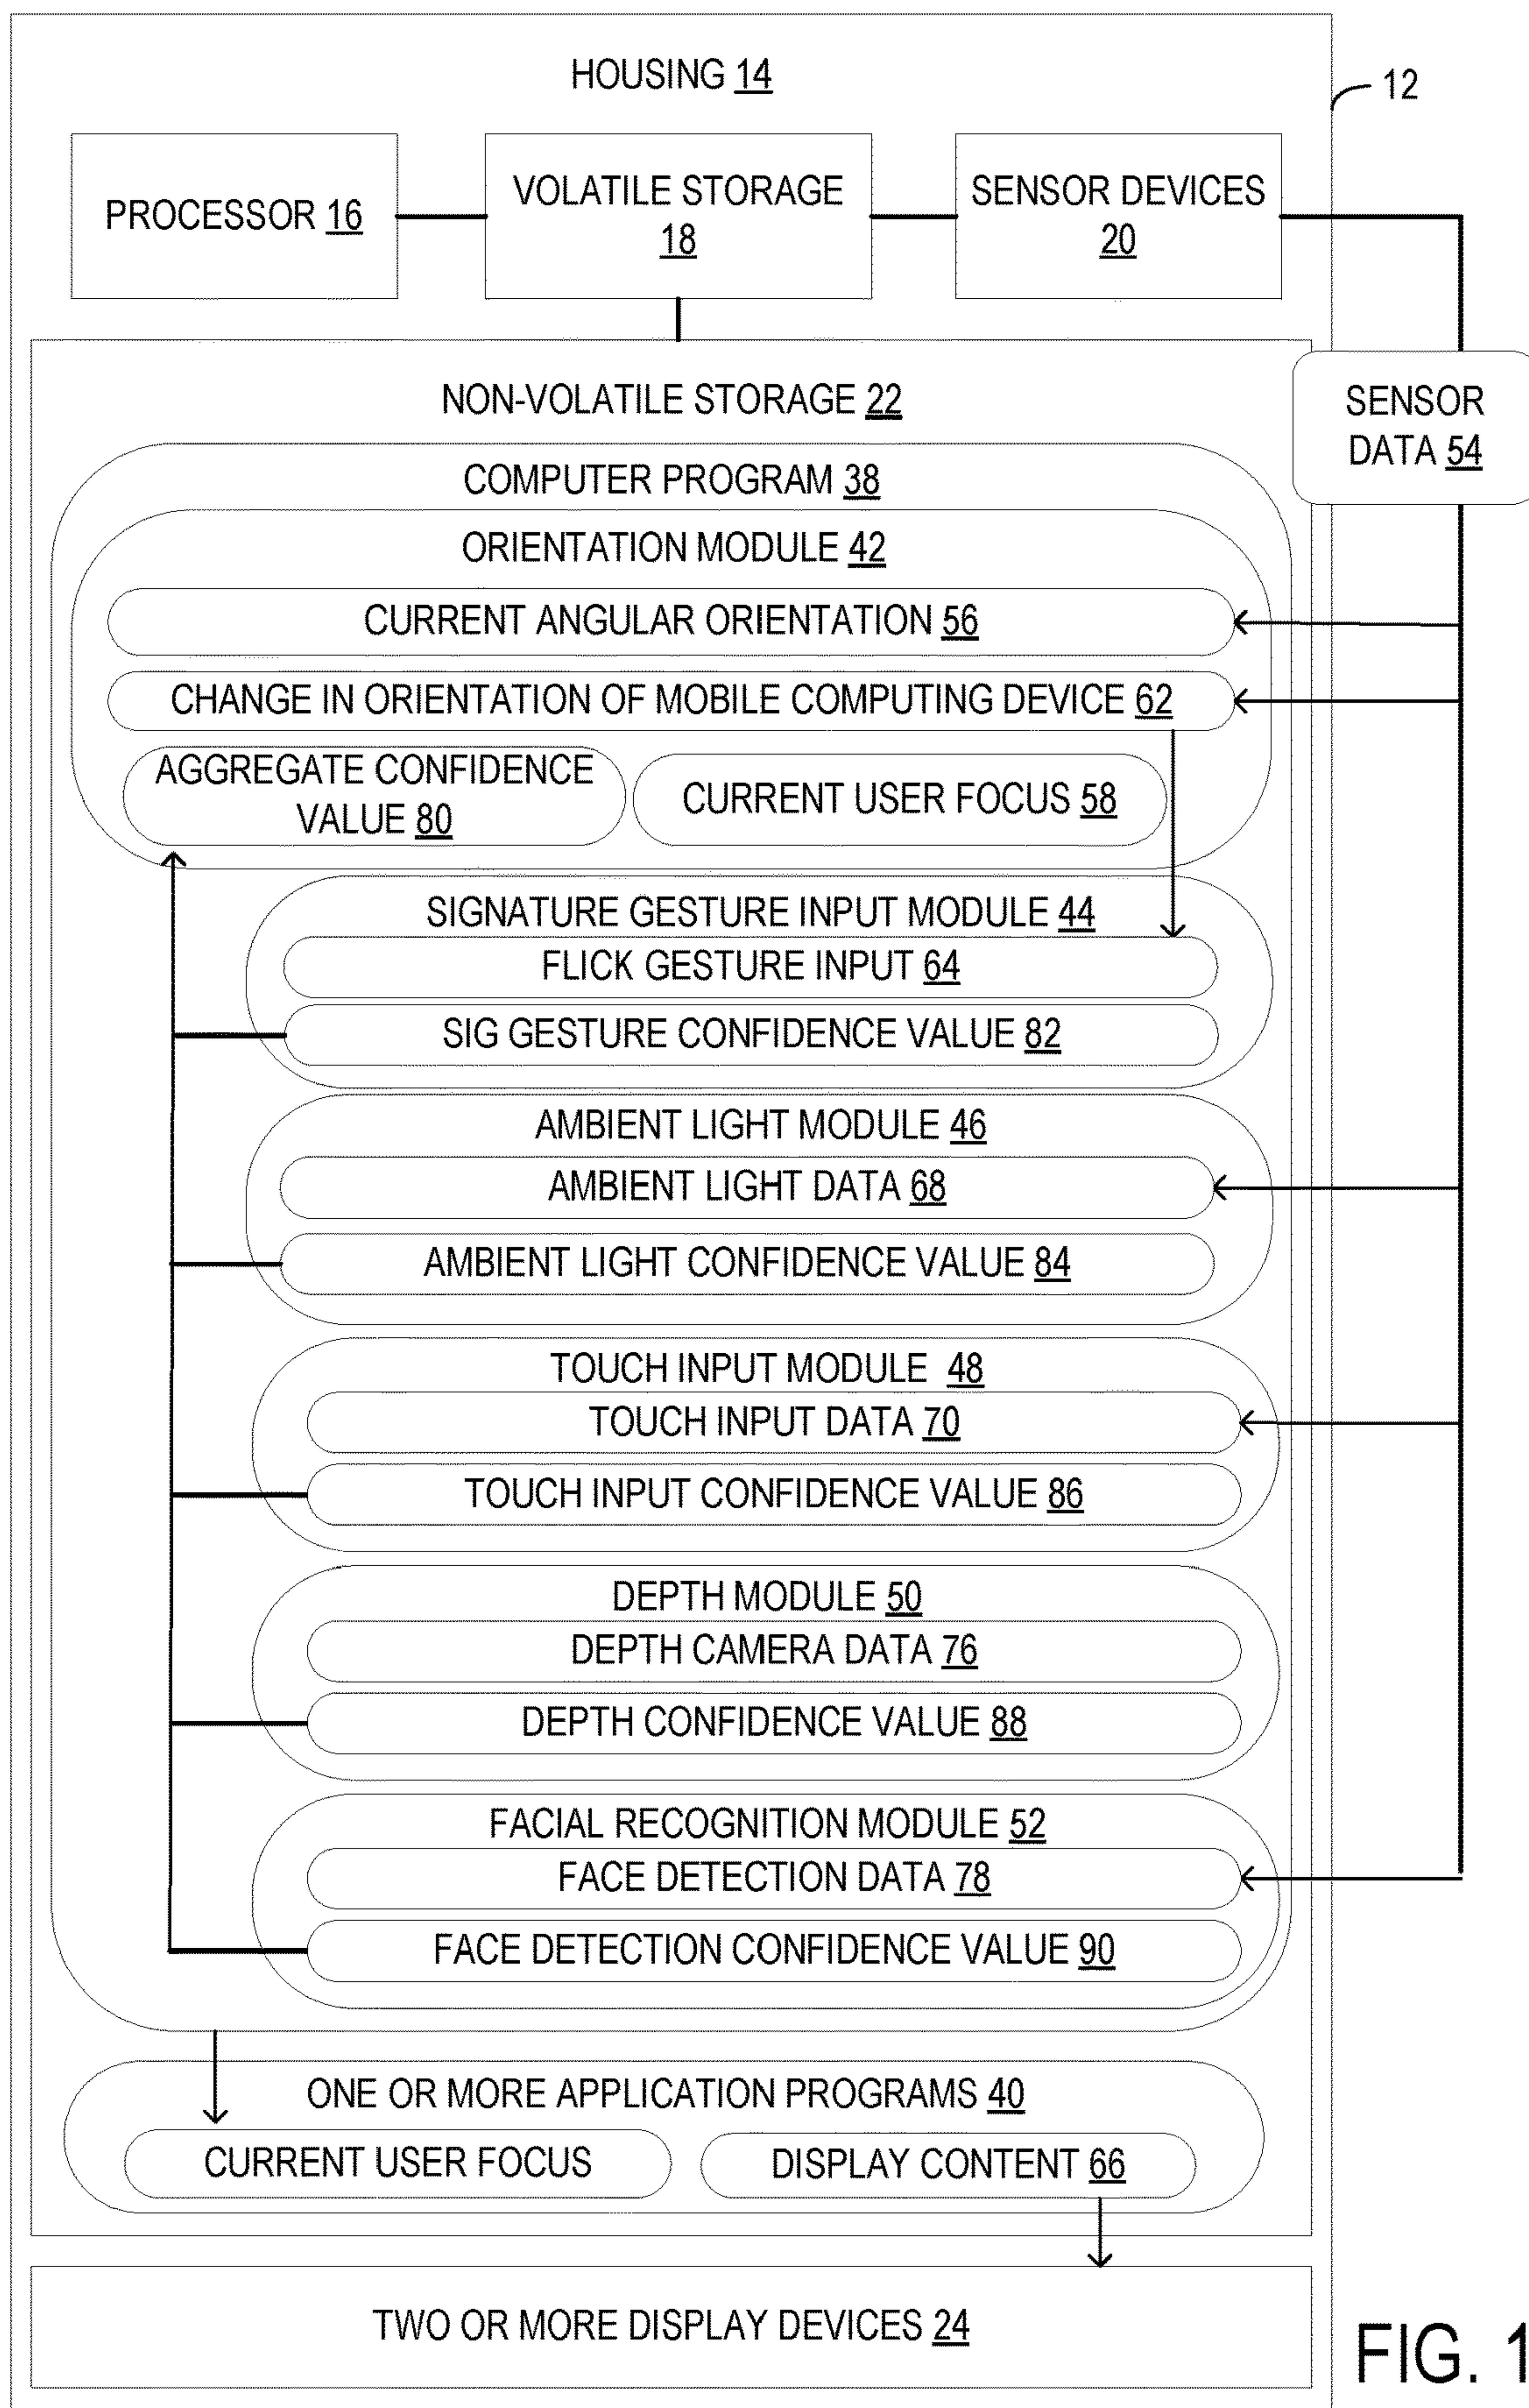 HOUSING 14
12
PROCESSOR 16
VOLATILE STORAGE
18
SENSOR DEVICES
20
NON-VOLATILE STORAGE 22
SENSOR
DATA 54
COMPUTER PROGRAM 38
ORIENTATION MODULE 42
CURRENT ANGULAR ORIENTATION 56
CHANGE IN ORIENTATION OF MOBILE COMPUTING DEVICE 62
AGGREGATE CONFIDENCE
VALUE 80
CURRENT USER FOCUS 58
SIGNATURE GESTURE INPUT MODULE 44
FLICK GESTURE INPUT 64
SIG GESTURE CONFIDENCE VALUE 82
AMBIENT LIGHT MODULE 46
AMBIENT LIGHT DATA 68
AMBIENT LIGHT CONFIDENCE VALUE 84
TOUCH INPUT MODULE 48
TOUCH INPUT DATA 70
TOUCH INPUT CONFIDENCE VALUE 86
DEPTH MODULE 50
DEPTH CAMERA DATA 76
DEPTH CONFIDENCE VALUE 88
FACIAL RECOGNITION MODULE 52
FACE DETECTION DATA 78
FACE DETECTION CONFIDENCE VALUE 90
ONE OR MORE APPLICATION PROGRAMS 40
CURRENT USER FOCUS
DISPLAY CONTENT 66
TWO OR MORE DISPLAY DEVICES 24
FIG. 1